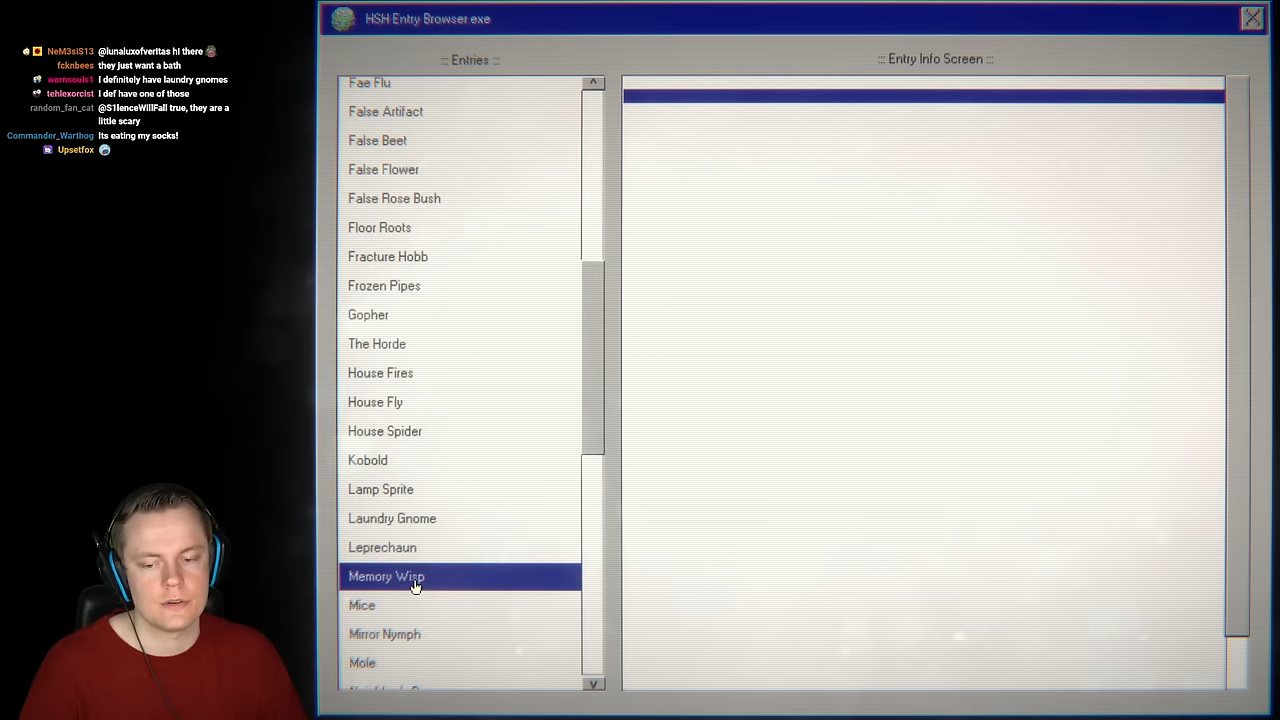 HSH Entry Browser.exe
::: Entries :::
::: Entry Info Screen :::
NeM3siS13 @lunaluxofveritas hi there
fcknbees they just want a bath
wornsouls1 I definitely have laundry gnomes
tehlexorcist I def have one of those
random_fan_cat @S1lenceWillFall true, they are a
little scary
Commander_Warthog Its eating my socks!
Upsetfox
Fae Flu
False Artifact
False Beet
False Flower
False Rose Bush
Floor Roots
Fracture Hobb
Frozen Pipes
Gopher
The Horde
House Fires
House Fly
House Spider
Kobold
Lamp Sprite
Laundry Gnome
Leprechaun
Memory Wisp
Mice
Mirror Nymph
Mole